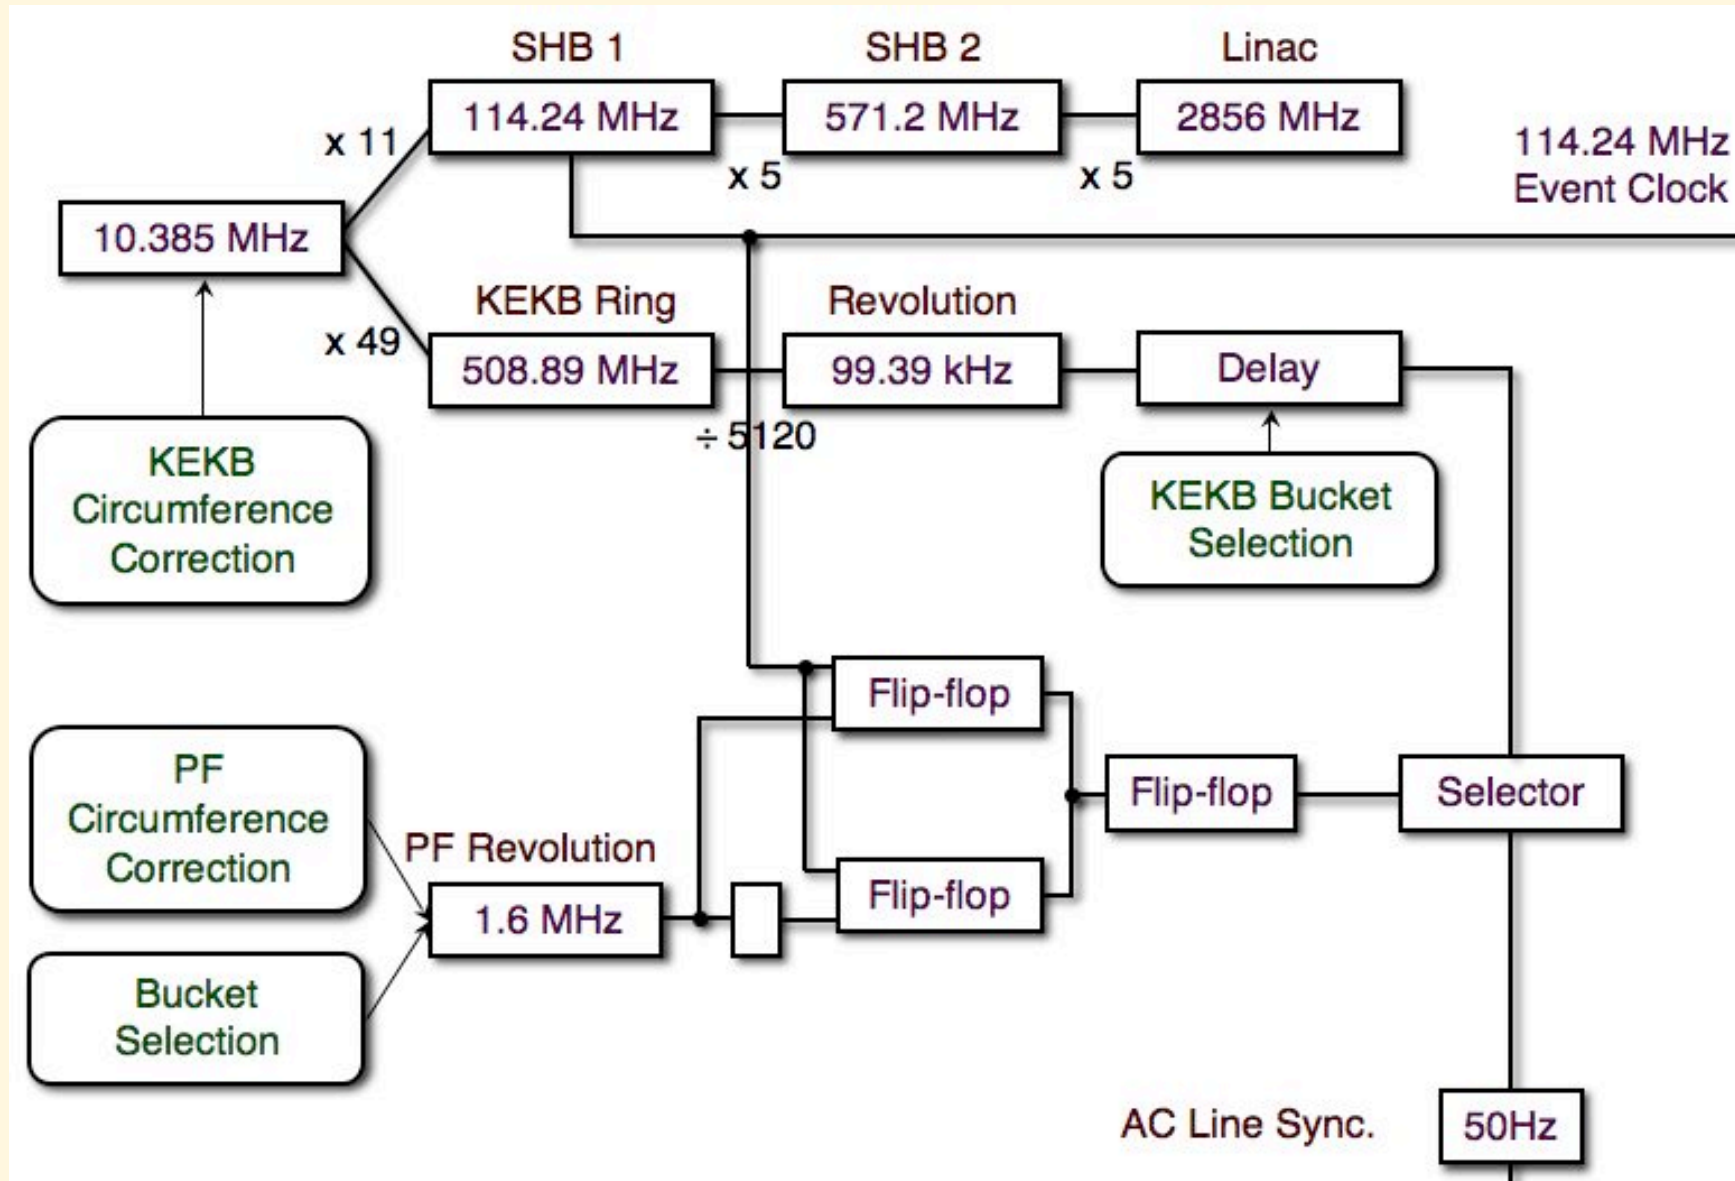 SHB 1
SHB 2
Linac
114.24 MHz
571.2 MHz
2856 MHz
x 11
x 5
x 5
114.24 MHz
Event Clock
10.385 MHz
KEKB Ring
Revolution
x 49
508.89 MHz
99.39 kHz
Delay
÷ 5120
KEKB
Circumference
Correction
KEKB Bucket
Selection
Flip-flop
PF
Circumference
Correction
Flip-flop
Selector
PF Revolution
1.6 MHz
Flip-flop
Bucket
Selection
AC Line Sync.
50Hz